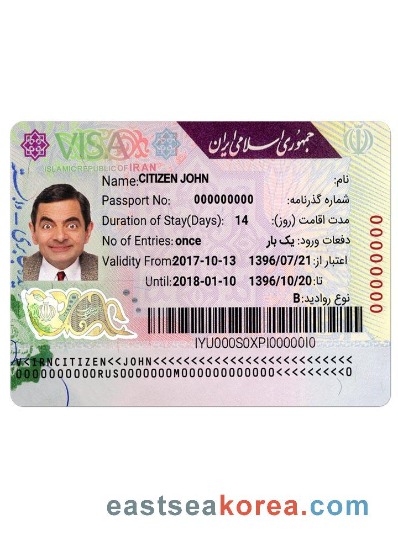 VISA
جمهوری اسلامی ایران
ISLAMIC REPUBLIC OF IRAN
Name: CITIZEN JOHN نام:
Passport No: 000000000 شماره گذرنامه:
Duration of Stay(Days): 14 مدت اقامت (روز):
No of Entries: once دفعات ورود: یک بار
Validity From: 2017-10-13 اعتبار از: 1396/07/21
Until: 2018-01-10 تا: 1396/10/20
نوع روادید: B
00000000
V<IRNCITIZEN<<JOHN<<<<<<<<<<<<<<<<<<<<<<<<<<
eastseakorea.com